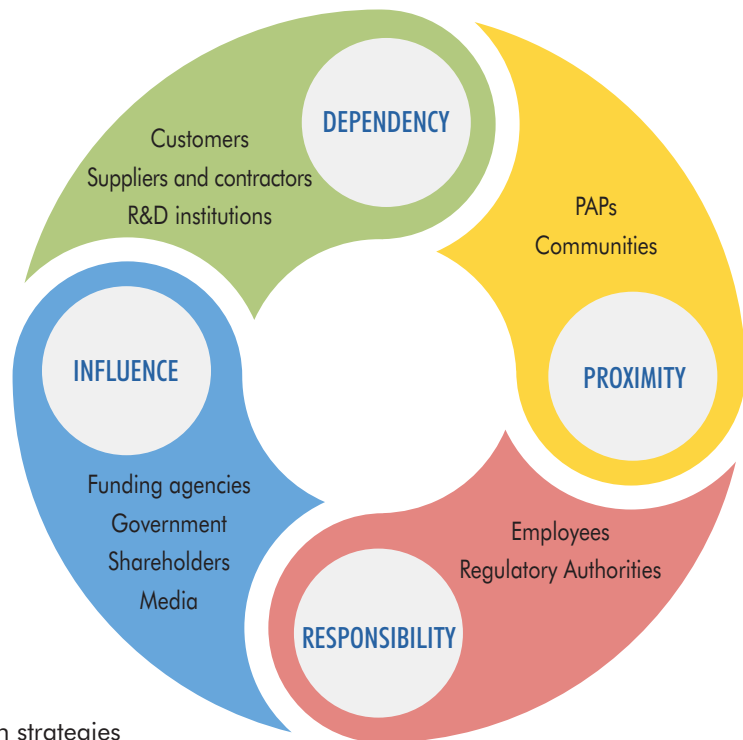 DEPENDENCY
Customers
Suppliers and contractors
R&D institutions
PAPs
Communities
PROXIMITY
INFLUENCE
Funding agencies
Government
Shareholders
Media
Employees
Regulatory Authorities
RESPONSIBILITY
strategies